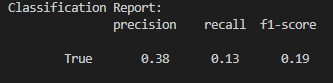 Classification Report:
precision recall f1-score
True 0.38 0.13 0.19